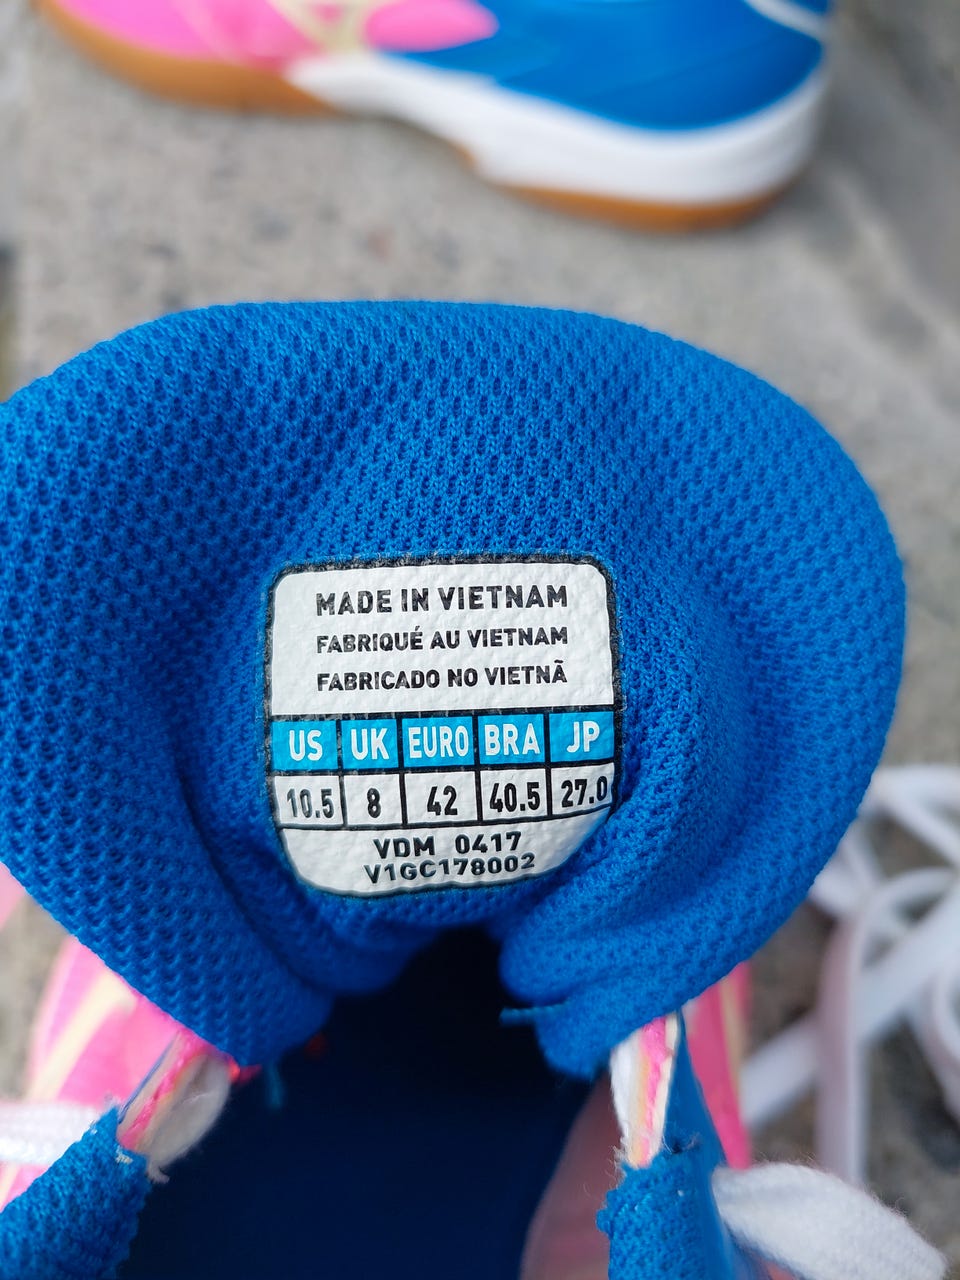 MADE IN VIETNAM
FABRIQUÉ AU VIETNAM
FABRICADO NO VIETNÃ
US UK EURO BRA JP
10.5 8 42 40.5 27.0
VDM 0417
V1GC178002